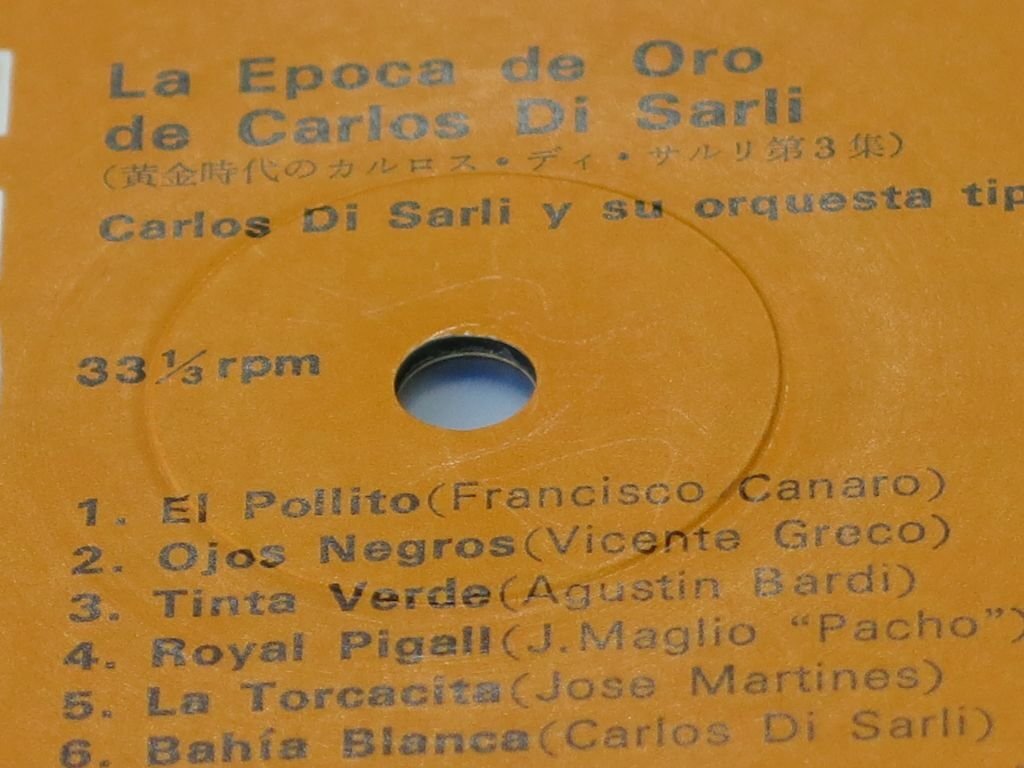 La Epoca de Oro
de Carlos Di Sarli
(黄金時代のカルロス・ディ・サルリ第3集)
Carlos Di Sarli y su orquesta tip
33 ⅓ rpm
1. El Pollito(Francisco Canaro)
2. Ojos Negros(Vicente Greco)
3. Tinta Verde(Agustin Bardi)
4. Royal Pigall(J.Maglio “Pacho”)
5. La Torcacita(Jose Martines)
6. Bahía Blanca(Carlos Di Sarli)